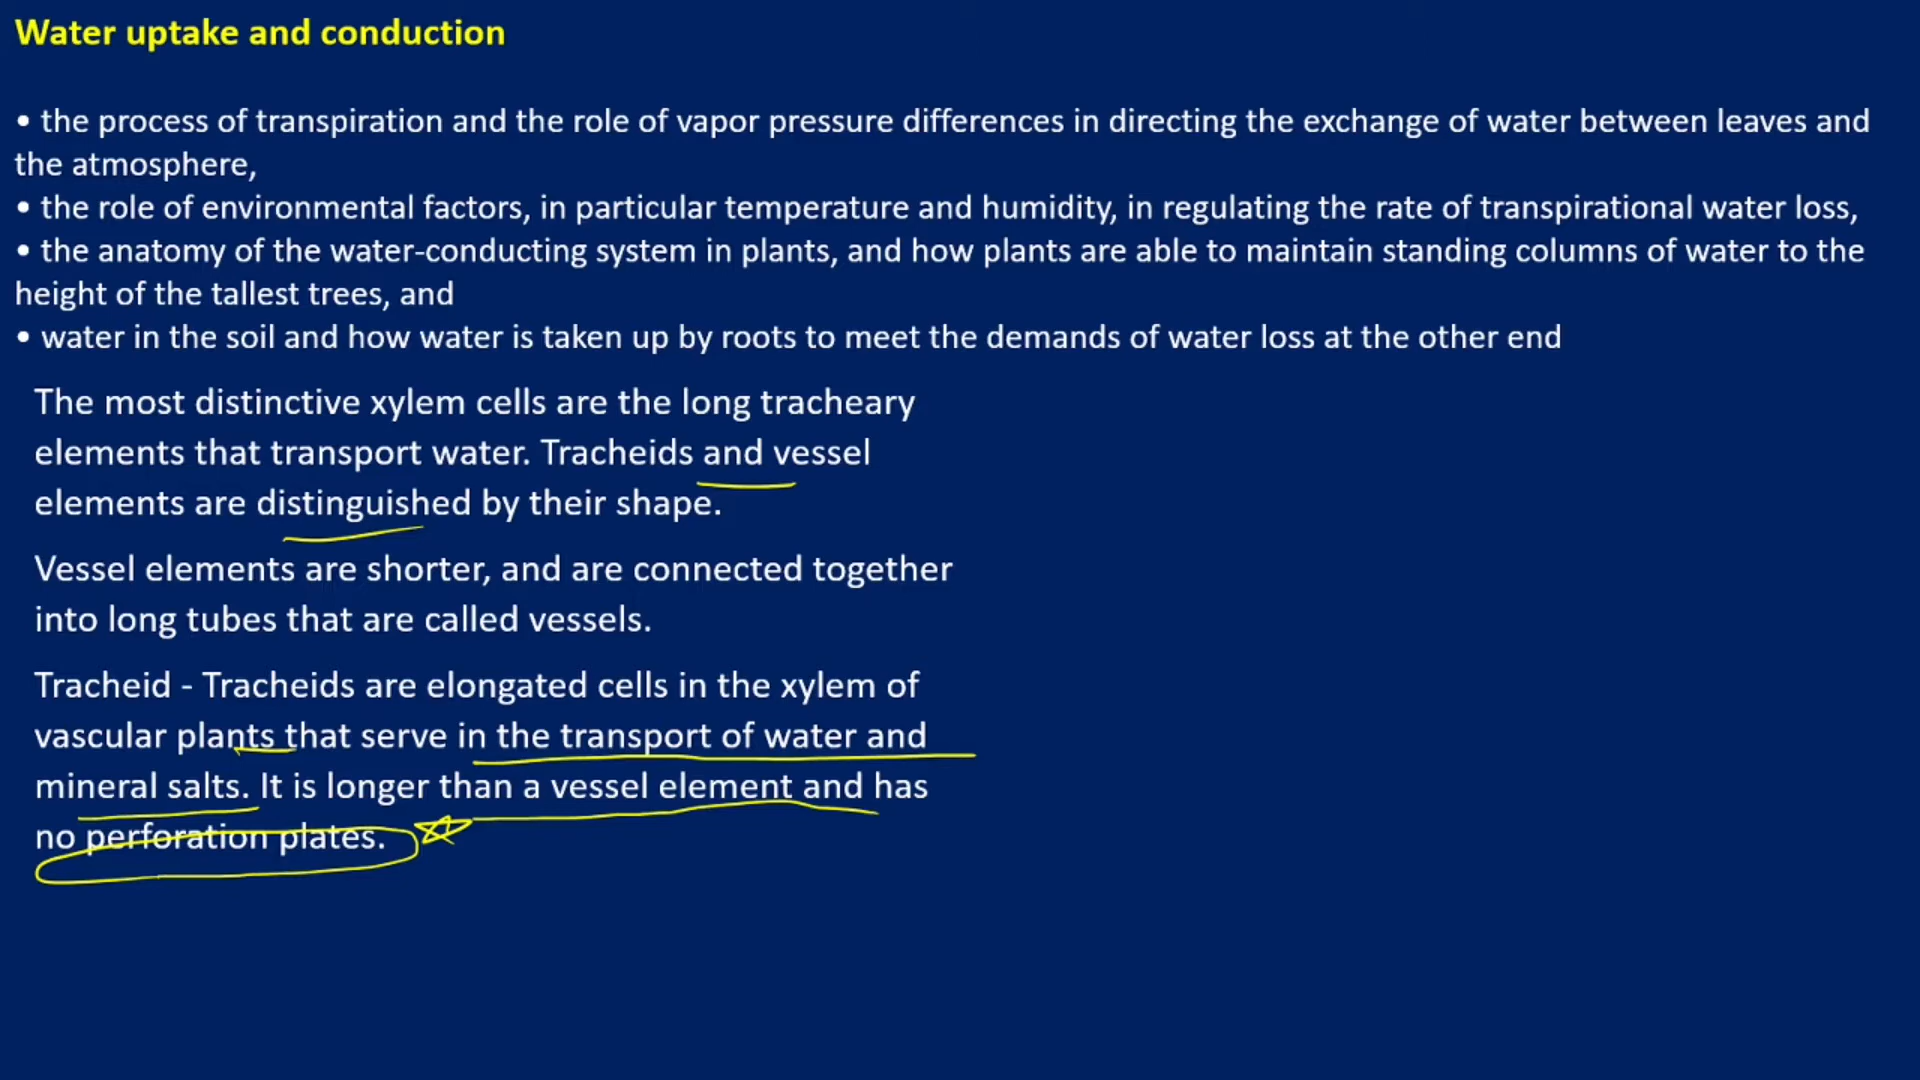 Water uptake and conduction
• the process of transpiration and the role of vapor pressure differences in directing the exchange of water between leaves and
the atmosphere,
• the role of environmental factors, in particular temperature and humidity, in regulating the rate of transpirational water loss,
• the anatomy of the water-conducting system in plants, and how plants are able to maintain standing columns of water to the
height of the tallest trees, and
• water in the soil and how water is taken up by roots to meet the demands of water loss at the other end
The most distinctive xylem cells are the long tracheary
elements that transport water. Tracheids and vessel
elements are distinguished by their shape.
Vessel elements are shorter, and are connected together
into long tubes that are called vessels.
Tracheid - Tracheids are elongated cells in the xylem of
vascular plants that serve in the transport of water and
mineral salts. It is longer than a vessel element and has
no perforation plates.